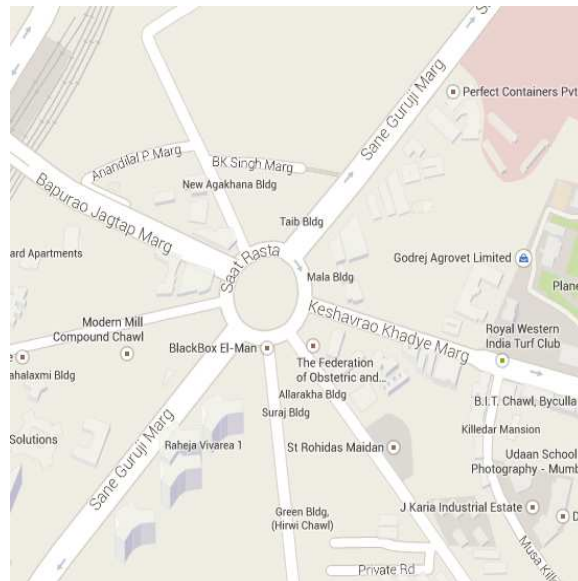 Perfect Containers Pvt
Sane Guruji Marg
Anandilal P Marg
BK Singh Marg
New Agakhana Bldg
Bapurao Jagtap Marg
Taib Bldg
ard Apartments
Saat Rasta
Godrej Agrovet Limited
Mala Bldg
Plane
Keshavrao Khadye Marg
Modern Mill
Compound Chawl
Royal Western
India Turf Club
BlackBox El-Man
e
ahalaxmi Bldg
The Federation
of Obstetric and...
Allarakha Bldg
B.I.T. Chawl, Byculla
Suraj Bldg
Killedar Mansion
Solutions
Raheja Vivarea 1
St Rohidas Maidan
Udaan School
Photography - Mumb
Sane Guruji Marg
J Karia Industrial Estate
D
Green Bldg,
(Hirwi Chawl)
Musa Kille
Private Rd